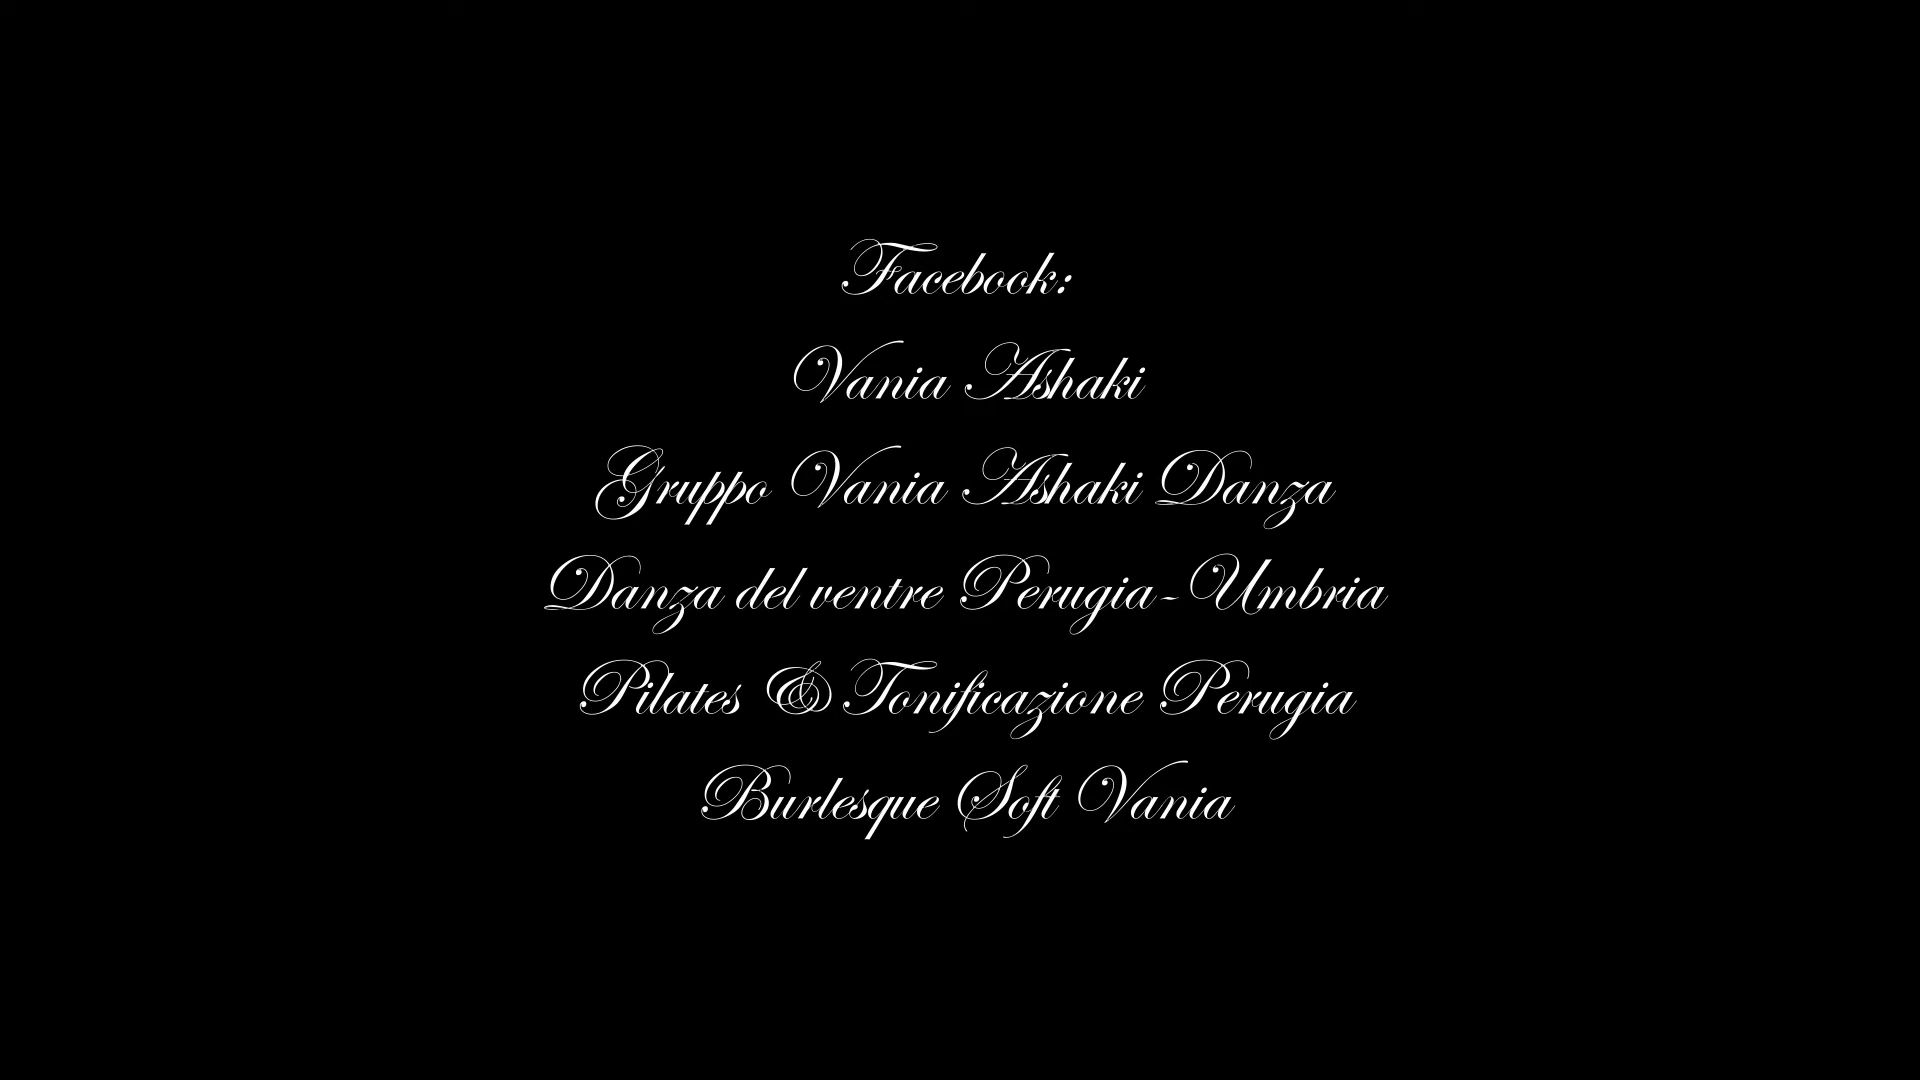 Facebook:
Vania Ashaki
Gruppo Vania Ashaki Danza
Danza del ventre Perugia-Umbria
Pilates & Tonificazione Perugia
Burlesque Soft Vania